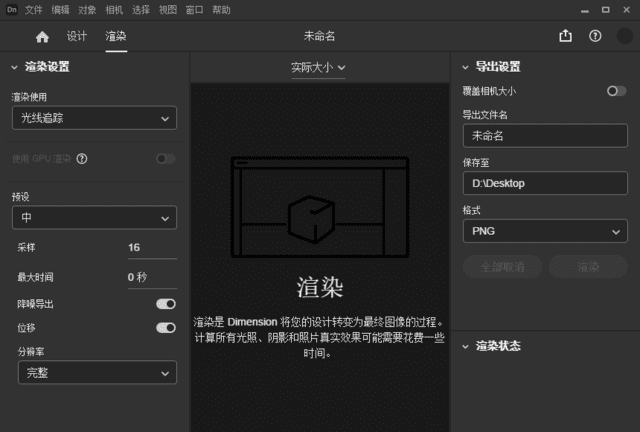 Dn 文件 编辑 对象 相机 选择 视图 窗口 帮助
设计 渲染 未命名
渲染设置
渲染使用
光线追踪
使用 GPU 渲染
预设
中
采样 16
最大时间 0 秒
降噪导出
位移
分辨率
完整
实际大小
渲染
渲染是 Dimension 将您的设计转变为最终图像的过程。
计算所有光照、阴影和照片真实效果可能需要花费一些
时间。
导出设置
覆盖相机大小
导出文件名
未命名
保存至
D:\Desktop
格式
PNG
全部取消 渲染
渲染状态